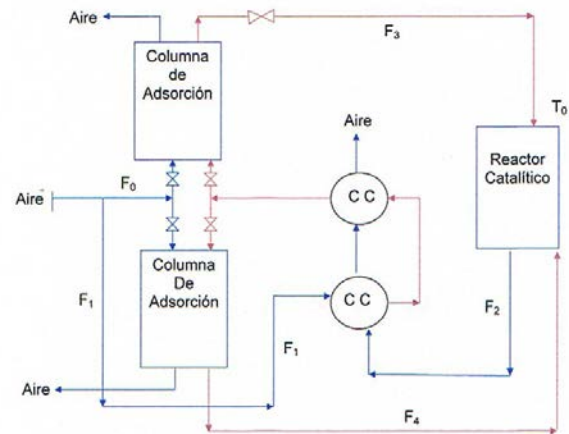 Aire
Columna
de
Adsorción
F3
T0
Reactor
Catalítico
Aire
C C
Aire
F0
F1
Columna
De
Adsorción
C C
F1
F2
Aire
F4